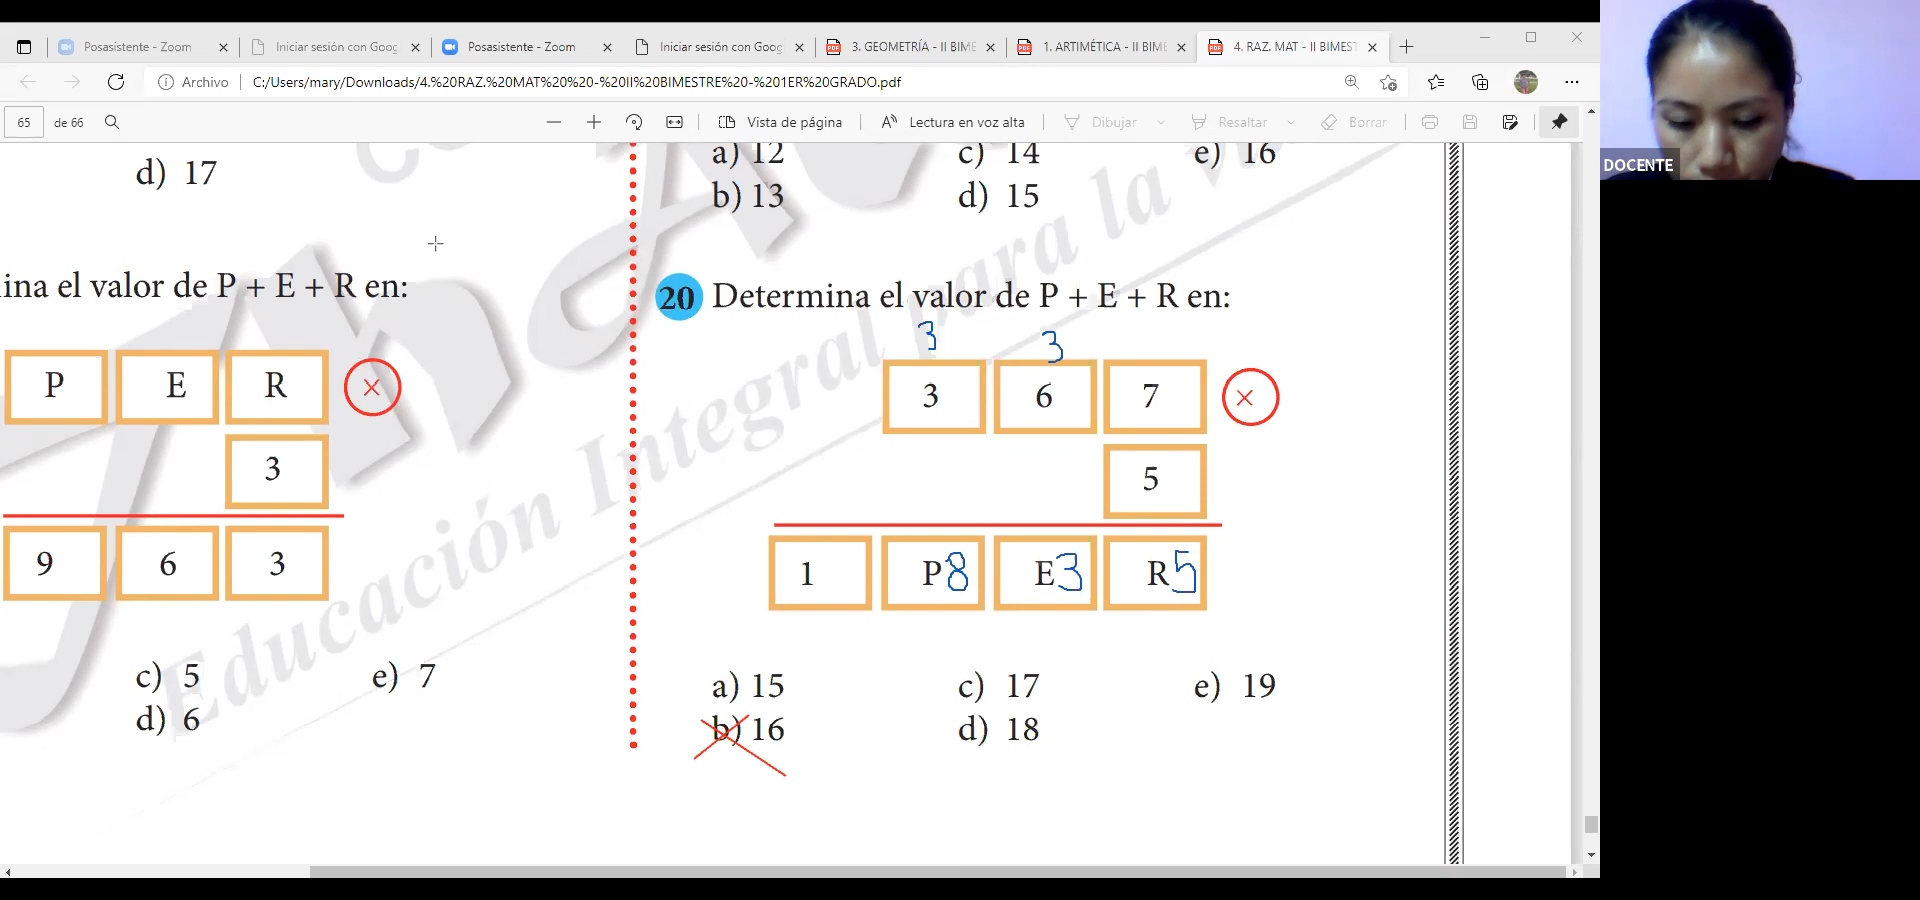 Posasistente - Zoom
Iniciar sesión con Goog
Posasistente - Zoom
Iniciar sesión con Goog
3. GEOMETRÍA - II BIME
1. ARTIMÉTICA - II BIME
4. RAZ. MAT - II BIMEST
Archivo C:/Users/mary/Downloads/4.%20RAZ.%20MAT%20%20-%20II%20BIMESTRE%20-%201ER%20GRADO.pdf
65 de 66 Vista de página Lectura en voz alta Dibujar Resaltar Borrar
d) 17
ina el valor de P + E + R en:
P E R ×
3
9 6 3
c) 5 e) 7
d) 6
a) 12 c) 14 e) 16
b) 13 d) 15
20 Determina el valor de P + E + R en:
3 3
3 6 7 ×
5
1 P8 E3 R5
a) 15 c) 17 e) 19
b) 16 d) 18
Educación Integral para la
DOCENTE